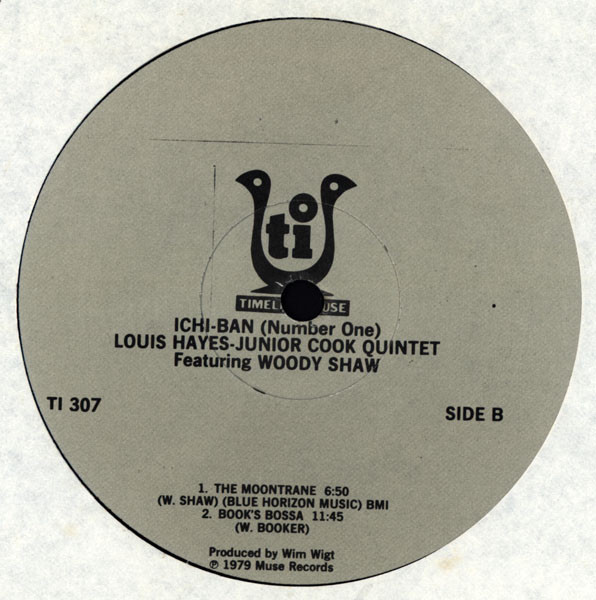 ti
ICHI-BAN (Number One)
LOUIS HAYES-JUNIOR COOK QUINTET
Featuring WOODY SHAW
TI 307
SIDE B
1. THE MOONTRANE 6:50
(W. SHAW) (BLUE HORIZON MUSIC) BMI
2. BOOK'S BOSSA 11:45
(W. BOOKER)
Produced by Wim Wigt
℗ 1979 Muse Records